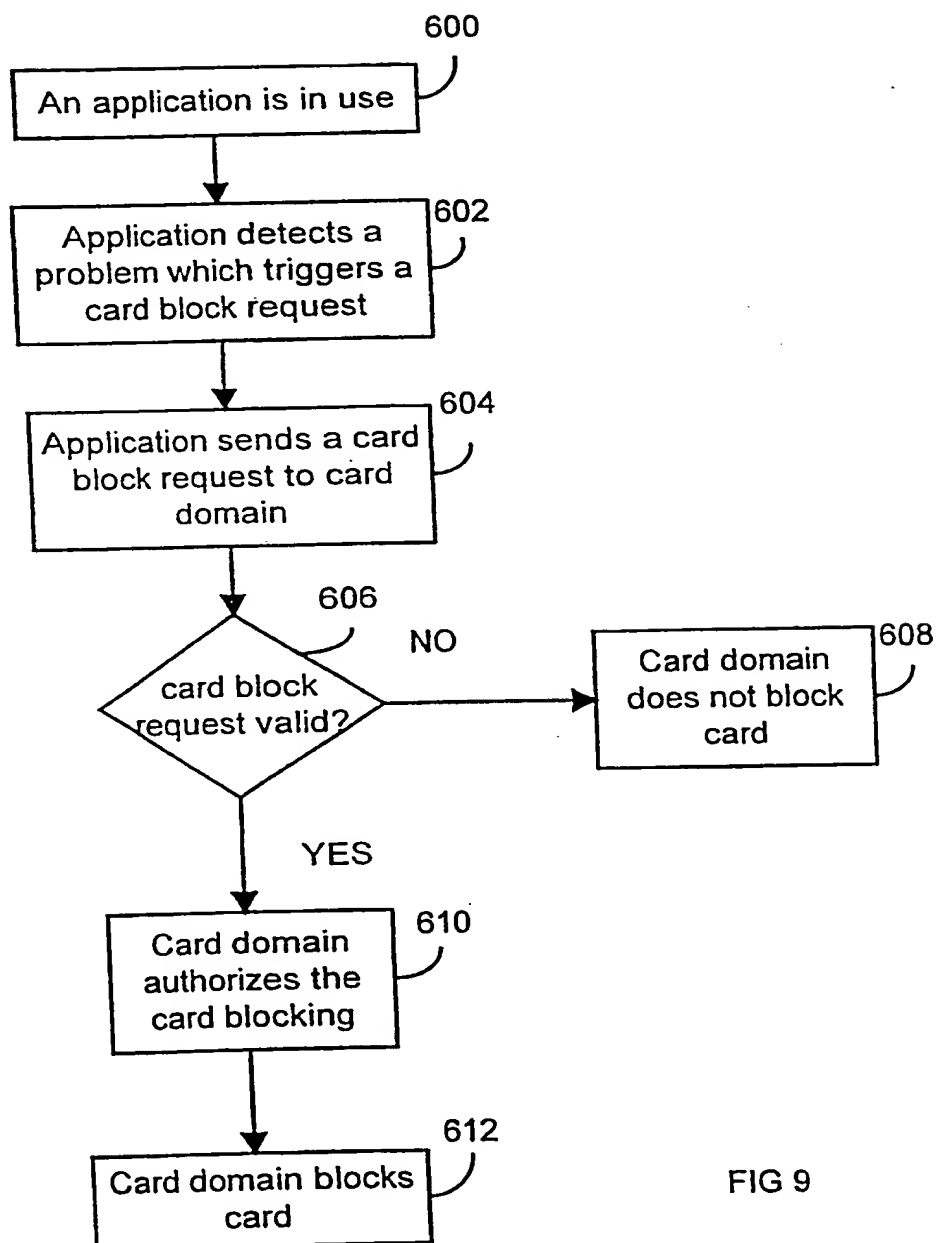 600
An application is in use
602
Application detects a
problem which triggers a
card block request
604
Application sends a card
block request to card
domain
606
card block
request valid?
NO
608
Card domain
does not block
card
YES
610
Card domain
authorizes the
card blocking
612
Card domain blocks
card
FIG 9